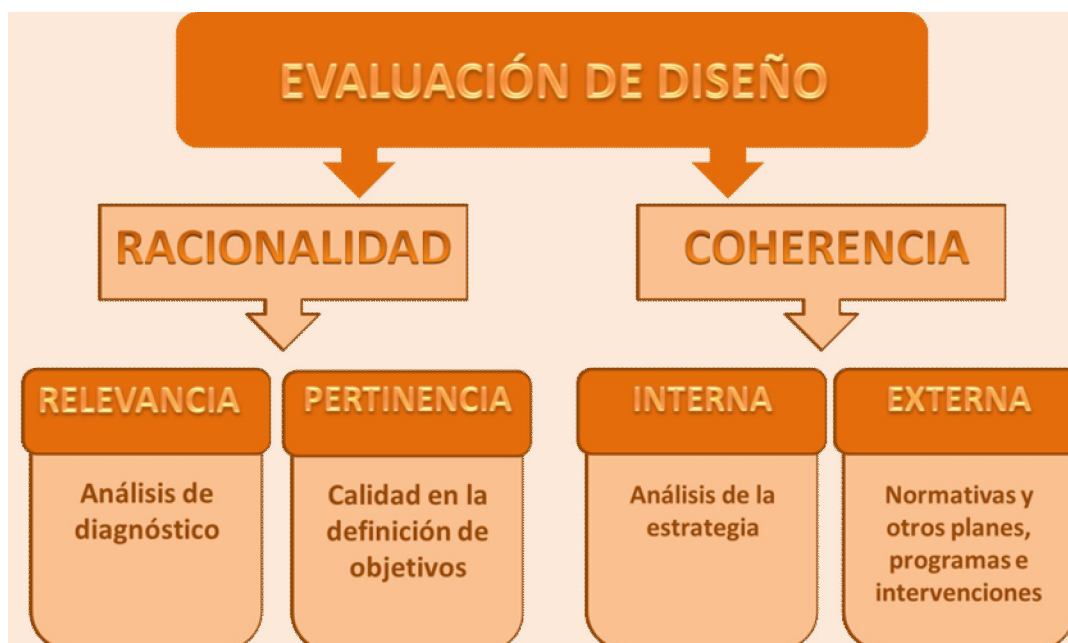 EVALUACIÓN DE DISEÑO
RACIONALIDAD
COHERENCIA
RELEVANCIA
Análisis de
diagnóstico
PERTINENCIA
Calidad en la
definición de
objetivos
INTERNA
Análisis de la
estrategia
EXTERNA
Normativas y
otros planes,
programas e
intervenciones